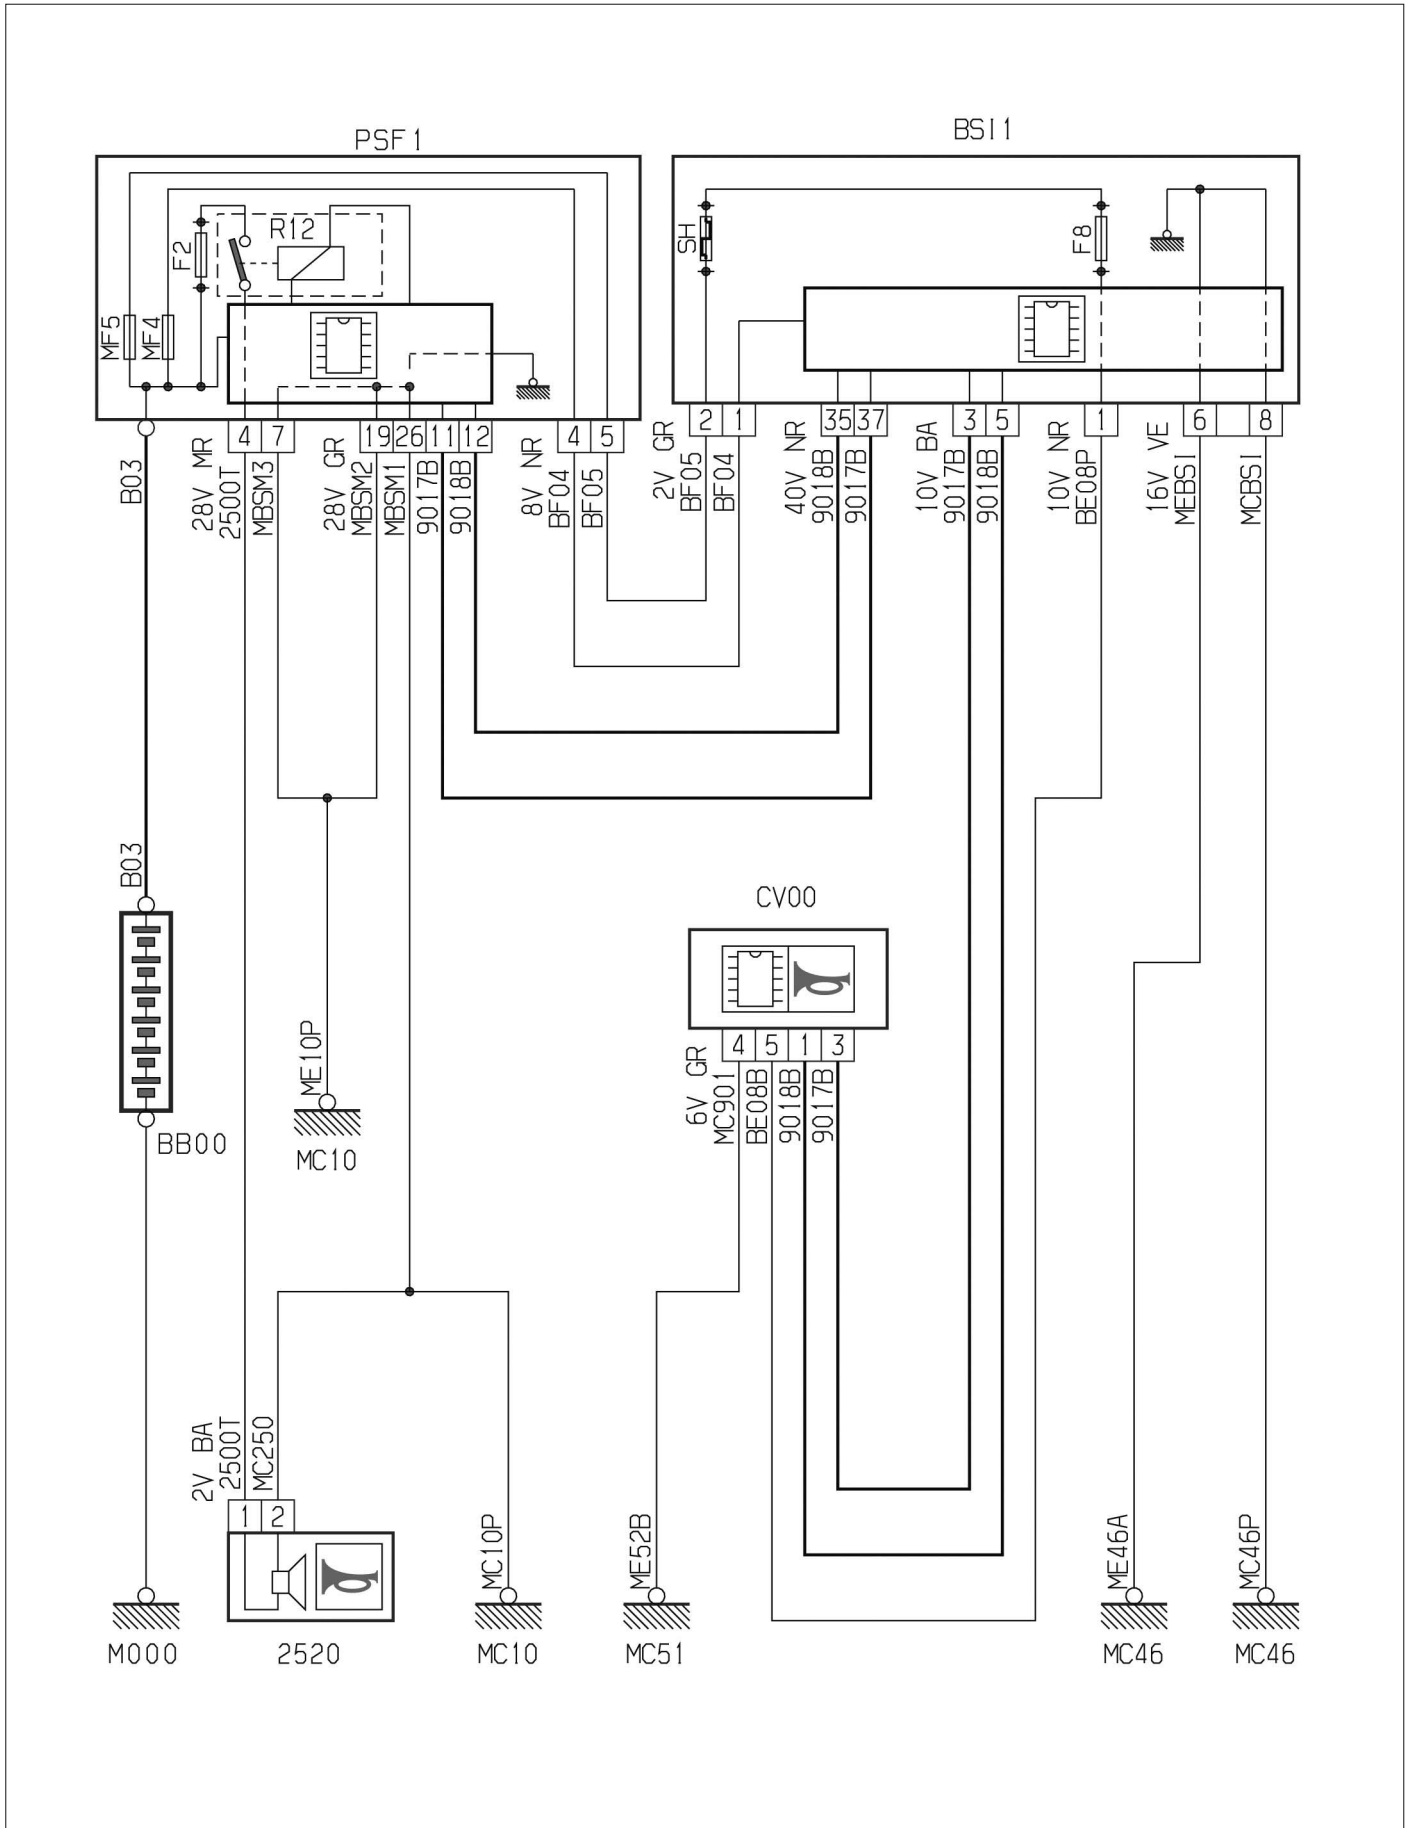 PSF1
BSI1
R12
F2
SH
F8
MF5
MF4
4
7
19
26
11
12
4
5
2
1
35
37
3
5
1
6
8
B03
28V MR
2500T
MBSM3
28V GR
MBSM2
MBSM1
9017B
9018B
8V NR
BF04
BF05
2V GR
BF05
BF04
40V NR
9018B
9017B
10V BA
9017B
9018B
10V NR
BE08P
16V VE
MEBSI
MCBSI
B03
CV00
4
5
1
3
6V GR
MC901
BE08B
9018B
9017B
ME10P
BB00
MC10
2V BA
2500T
MC250
1
2
MC10P
ME52B
ME46A
MC46P
M000
2520
MC10
MC51
MC46
MC46